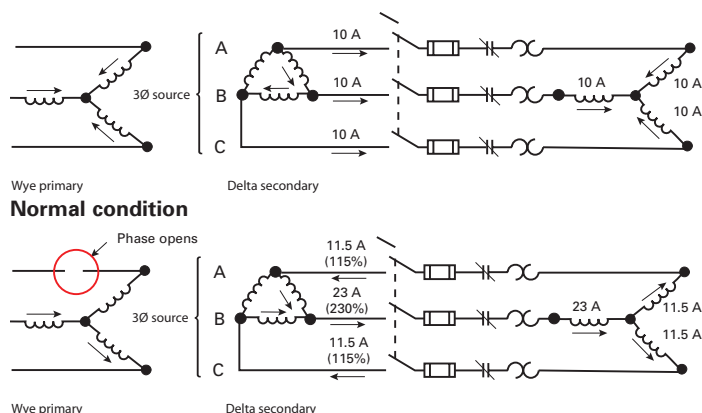 10 A
A
10 A
3Ø source
B
10 A
10 A
10 A
10 A
C
Wye primary
Delta secondary
Normal condition
Phase opens
11.5 A
(115%)
A
23 A
(230%)
3Ø source
B
23 A
11.5 A
11.5 A
11.5 A
(115%)
C
Wye primary
Delta secondary